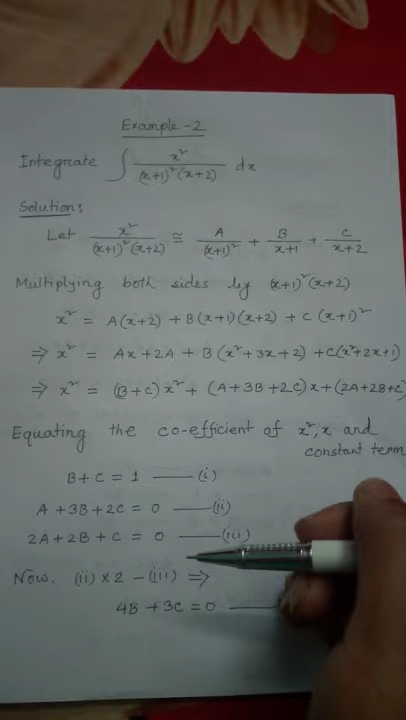 Example-2
Integrate ∫ x²/((x+1)²(x+2)) dx
Solution:
Let x²/((x+1)²(x+2)) ≅ A/(x+1)² + B/(x+1) + C/(x+2)
Multiplying both sides by (x+1)²(x+2)
x² = A(x+2) + B(x+1)(x+2) + C(x+1)²
⇒ x² = Ax+2A + B(x²+3x+2) + C(x²+2x+1)
⇒ x² = (B+C)x² + (A+3B+2C)x + (2A+2B+C)
Equating the co-efficient of x², x and
constant term
B+C = 1 —— (i)
A +3B+2C = 0 —— (ii)
2A+2B+C = 0 —— (iii)
Now. (ii) × 2 − (iii) ⇒
4B + 3C = 0 ——